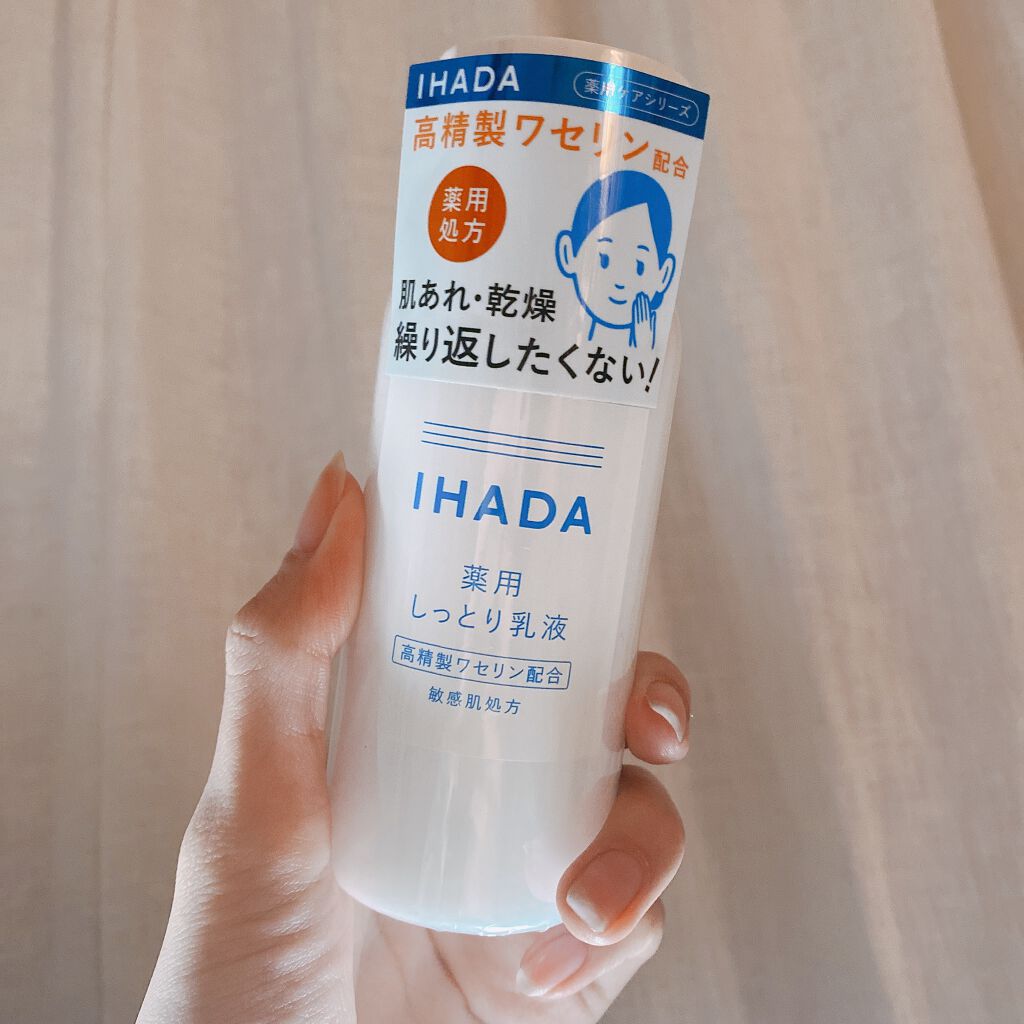 IHADA
薬用ケアシリーズ
高精製ワセリン配合
薬用
処方
肌あれ・乾燥
繰り返したくない!
IHADA
薬用
しっとり乳液
高精製ワセリン配合
敏感肌処方